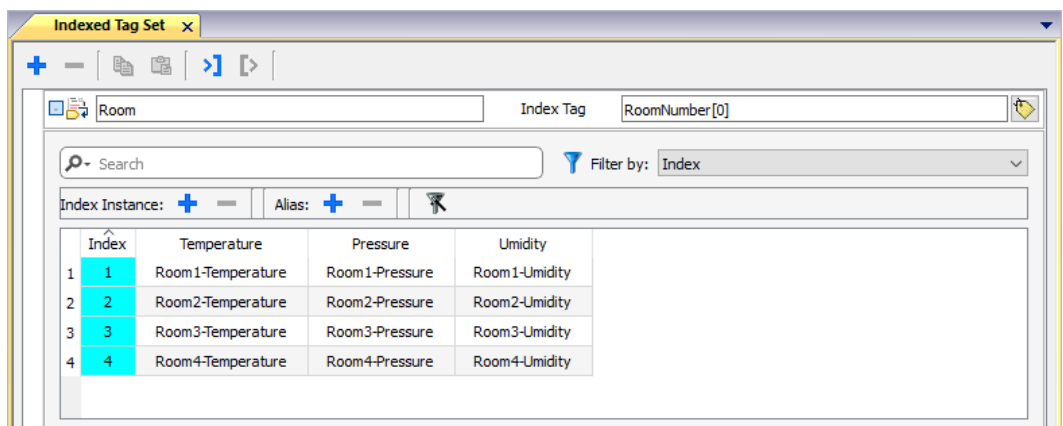 Indexed Tag Set
Room Index Tag RoomNumber[0]
Search Filter by: Index
Index Instance: Alias:
Index Temperature Pressure Umidity
1 1 Room1-Temperature Room1-Pressure Room1-Umidity
2 2 Room2-Temperature Room2-Pressure Room2-Umidity
3 3 Room3-Temperature Room3-Pressure Room3-Umidity
4 4 Room4-Temperature Room4-Pressure Room4-Umidity